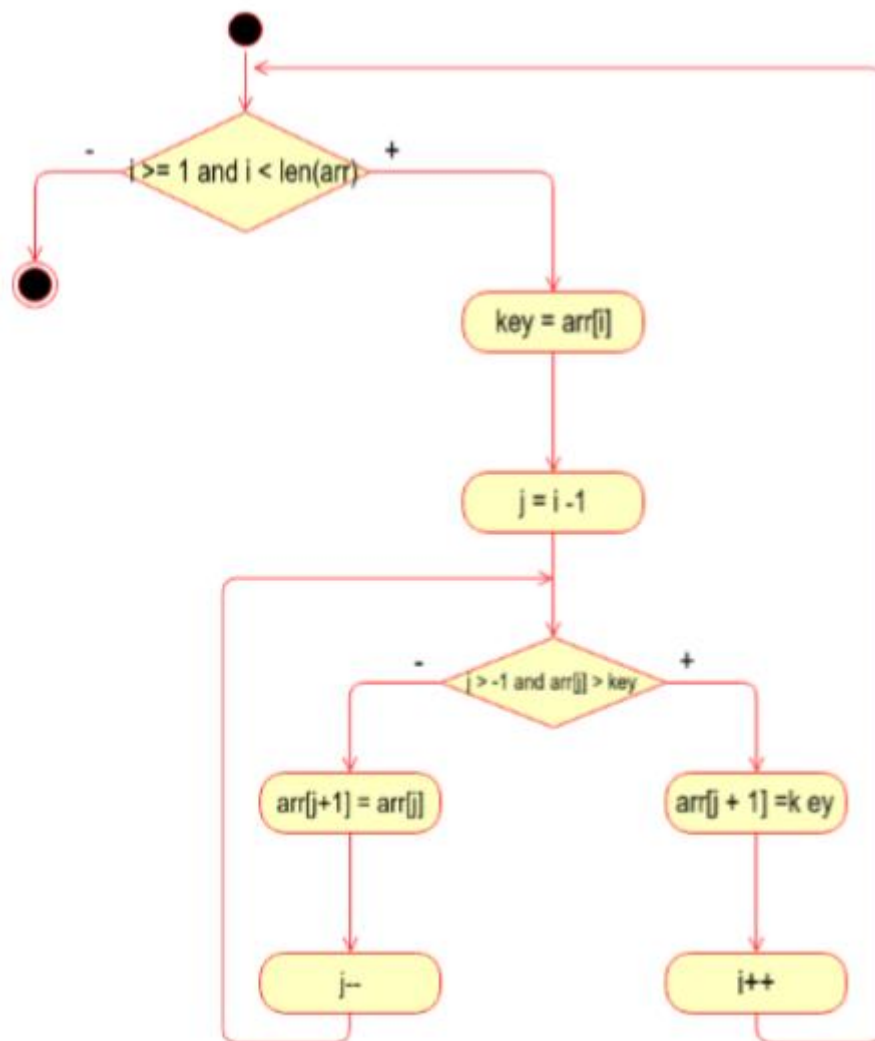 -
i >= 1 and i < len(arr)
+
key = arr[i]
j = i -1
-
j > -1 and arr[j] > key
+
arr[j+1] = arr[j]
arr[j + 1] =k ey
j--
i++